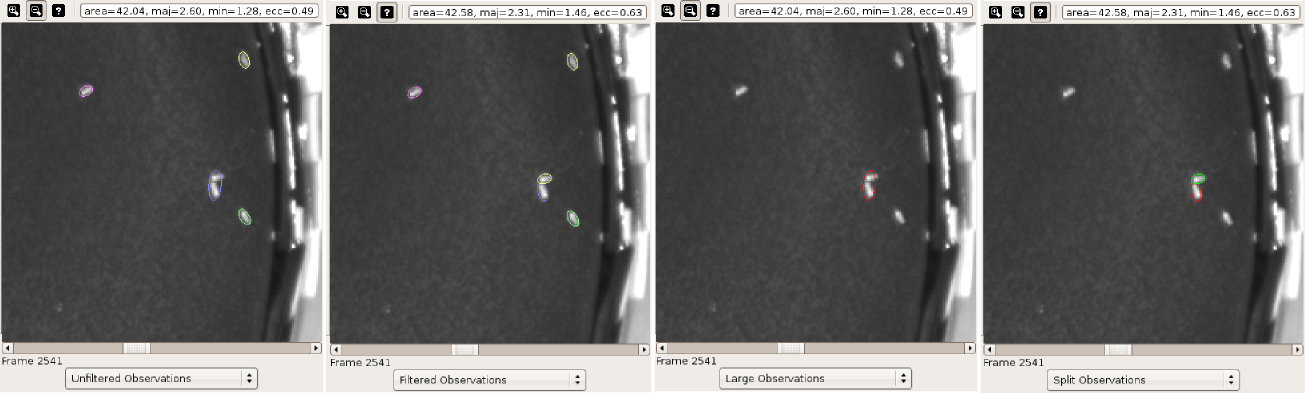 ? area=42.04, maj=2.60, min=1.28, ecc=0.49
? area=42.58, maj=2.31, min=1.46, ecc=0.63
? area=42.04, maj=2.60, min=1.28, ecc=0.49
? area=42.58, maj=2.31, min=1.46, ecc=0.63
Frame 2541
Frame 2541
Frame 2541
Frame 2541
Unfiltered Observations
Filtered Observations
Large Observations
Split Observations